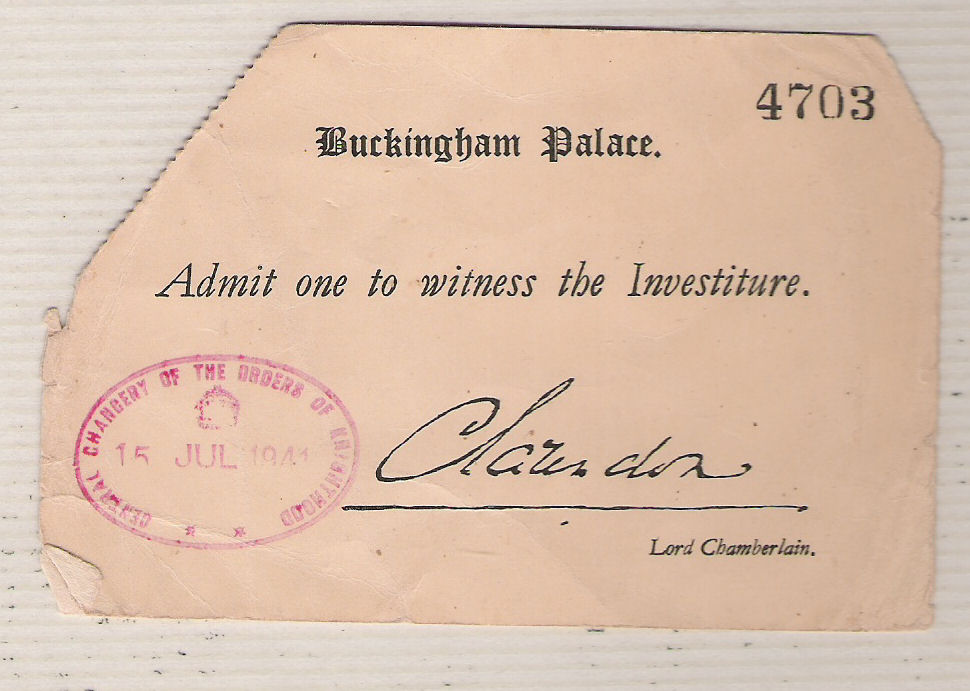 4703
Buckingham Palace.
Admit one to witness the Investiture.
CENTRAL CHANCERY OF THE ORDERS OF KNIGHTHOOD
15 JUL 1941
Clarendon
Lord Chamberlain.